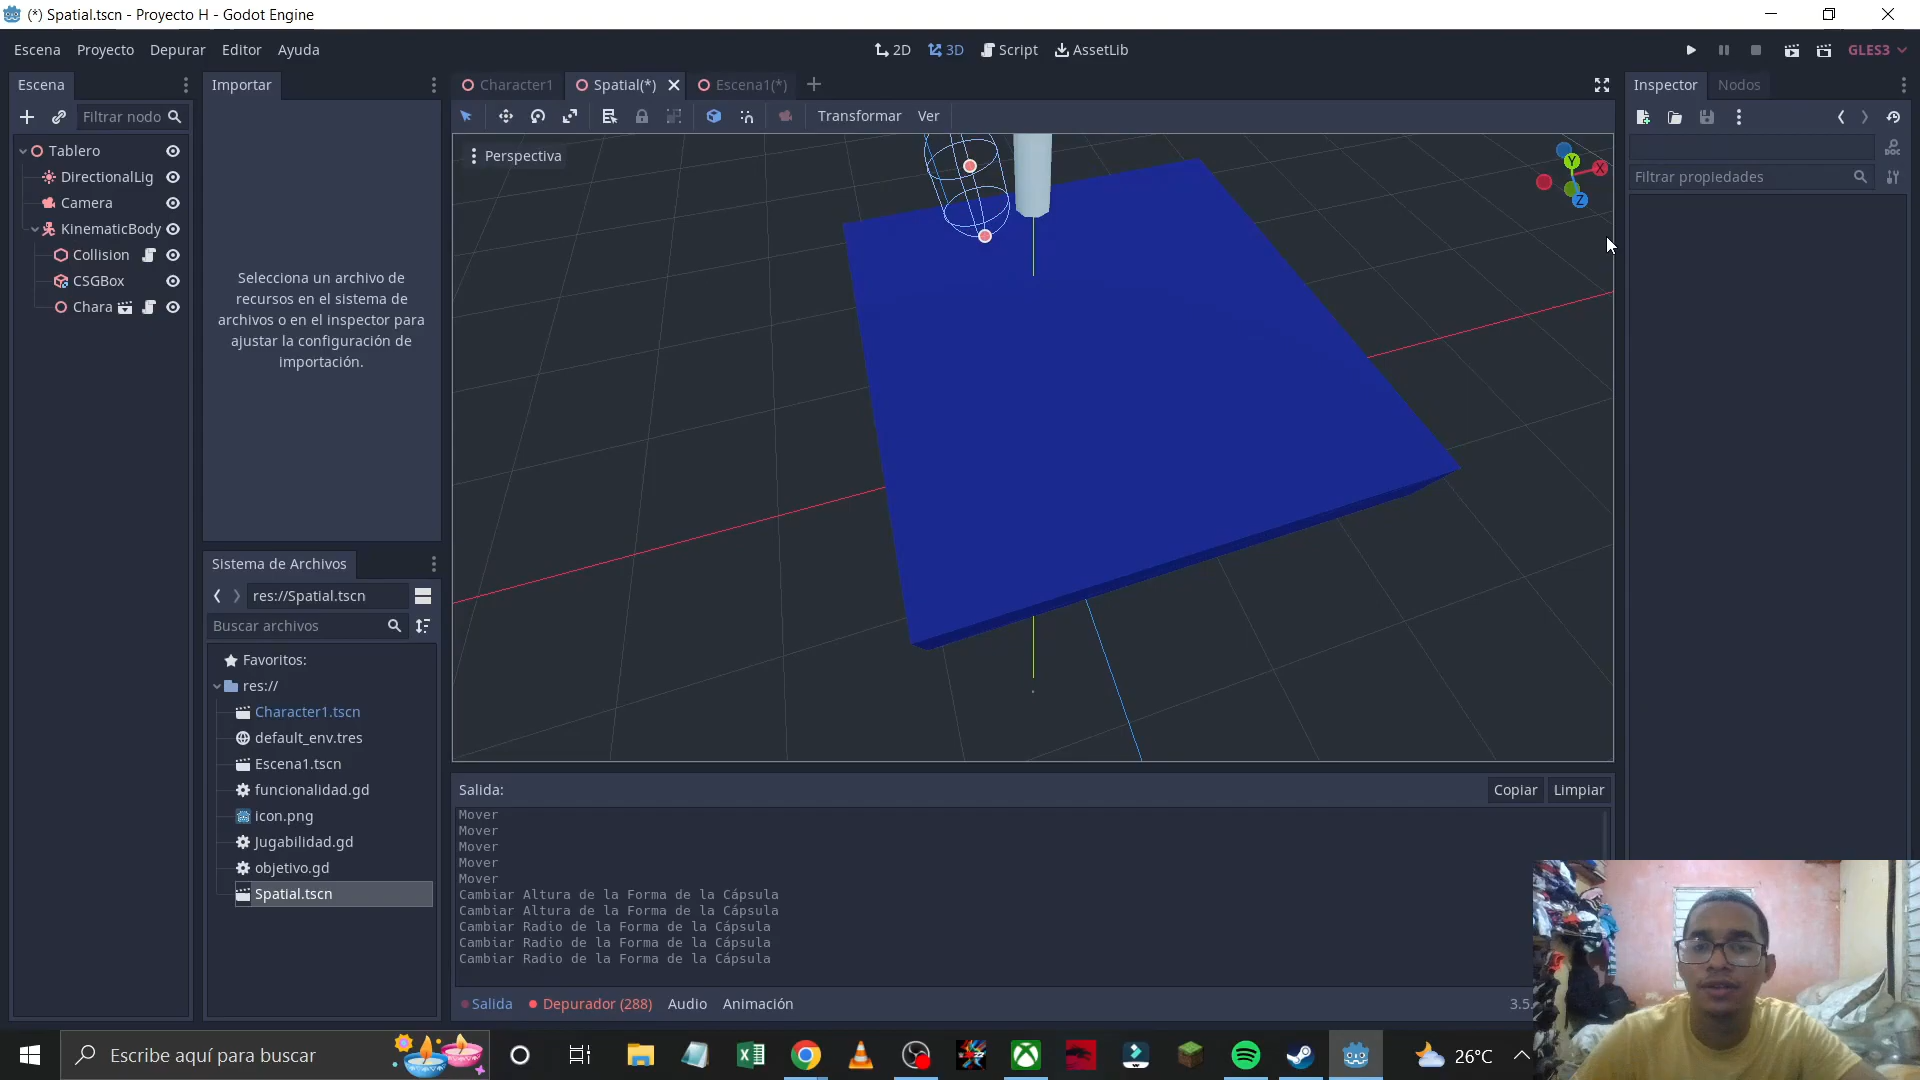 (*) Spatial.tscn - Proyecto H - Godot Engine
Escena Proyecto Depurar Editor Ayuda
2D 3D Script AssetLib
GLES3
Escena
Filtrar nodo
Tablero
DirectionalLig
Camera
KinematicBody
Collision
CSGBox
Chara
Importar
Selecciona un archivo de
recursos en el sistema de
archivos o en el inspector para
ajustar la configuración de
importación.
Sistema de Archivos
res://Spatial.tscn
Buscar archivos
Favoritos:
res://
Character1.tscn
default_env.tres
Escena1.tscn
funcionalidad.gd
icon.png
Jugabilidad.gd
objetivo.gd
Spatial.tscn
Character1 Spatial(*) Escena1(*)
Transformar Ver
Perspectiva
Y
X
Z
Salida:
Copiar Limpiar
Mover
Mover
Mover
Mover
Mover
Cambiar Altura de la Forma de la Cápsula
Cambiar Altura de la Forma de la Cápsula
Cambiar Radio de la Forma de la Cápsula
Cambiar Radio de la Forma de la Cápsula
Cambiar Radio de la Forma de la Cápsula
Salida Depurador (288) Audio Animación
3.5.
Inspector Nodos
Filtrar propiedades
Escribe aquí para buscar
26°C